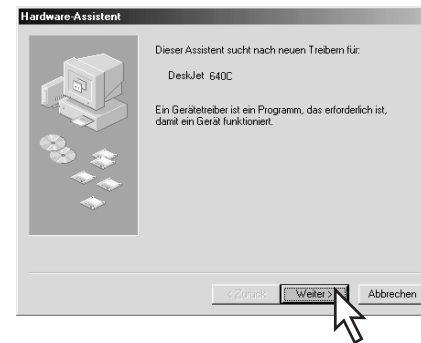 Hardware-Assistent
Dieser Assistent sucht nach neuen Treibern für:
DeskJet 640C
Ein Gerätetreiber ist ein Programm, das erforderlich ist,
damit ein Gerät funktioniert.
< Zurück Weiter > Abbrechen